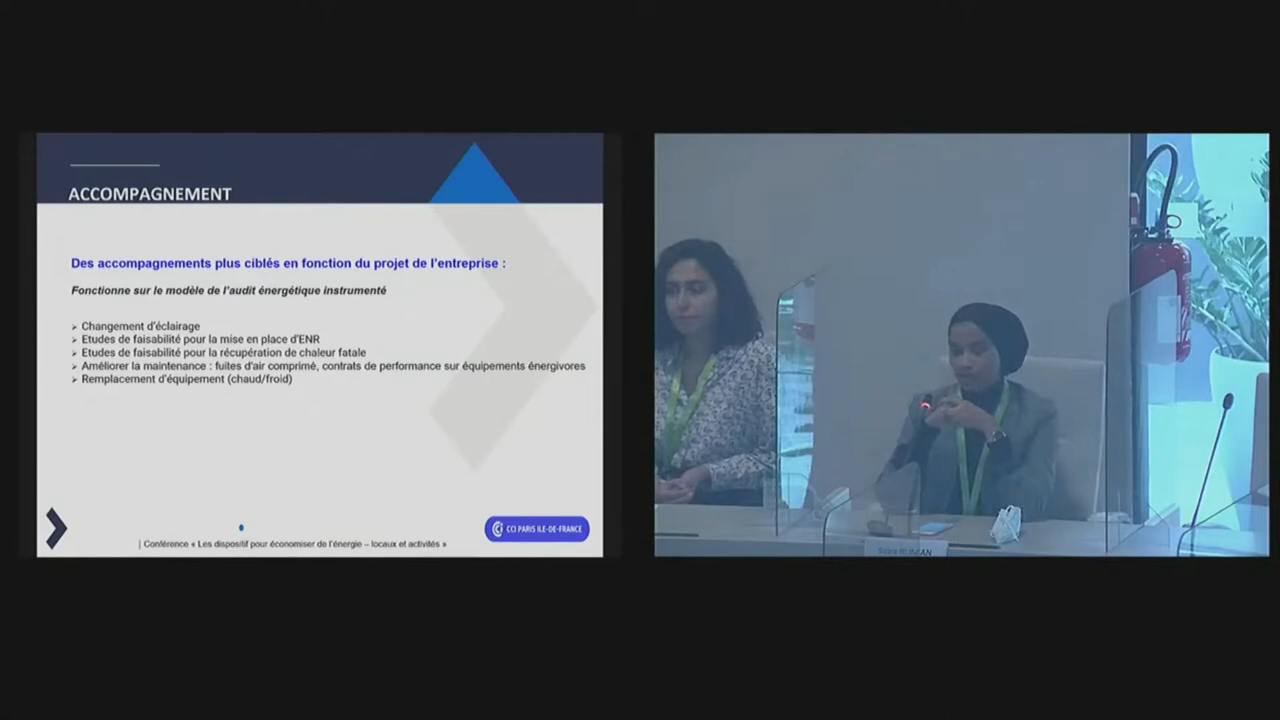 ACCOMPAGNEMENT
Des accompagnements plus ciblés en fonction du projet de l'entreprise :
Fonctionne sur le modèle de l'audit énergétique instrumenté
➢ Changement d'éclairage
➢ Etudes de faisabilité pour la mise en place d'ENR
➢ Etudes de faisabilité pour la récupération de chaleur fatale
➢ Améliorer la maintenance : fuites d'air comprimé, contrats de performance sur équipements énergivores
➢ Remplacement d'équipement (chaud/froid)
CCI PARIS ILE-DE-FRANCE
| Conférence « Les dispositif pour économiser de l'énergie – locaux et activités »